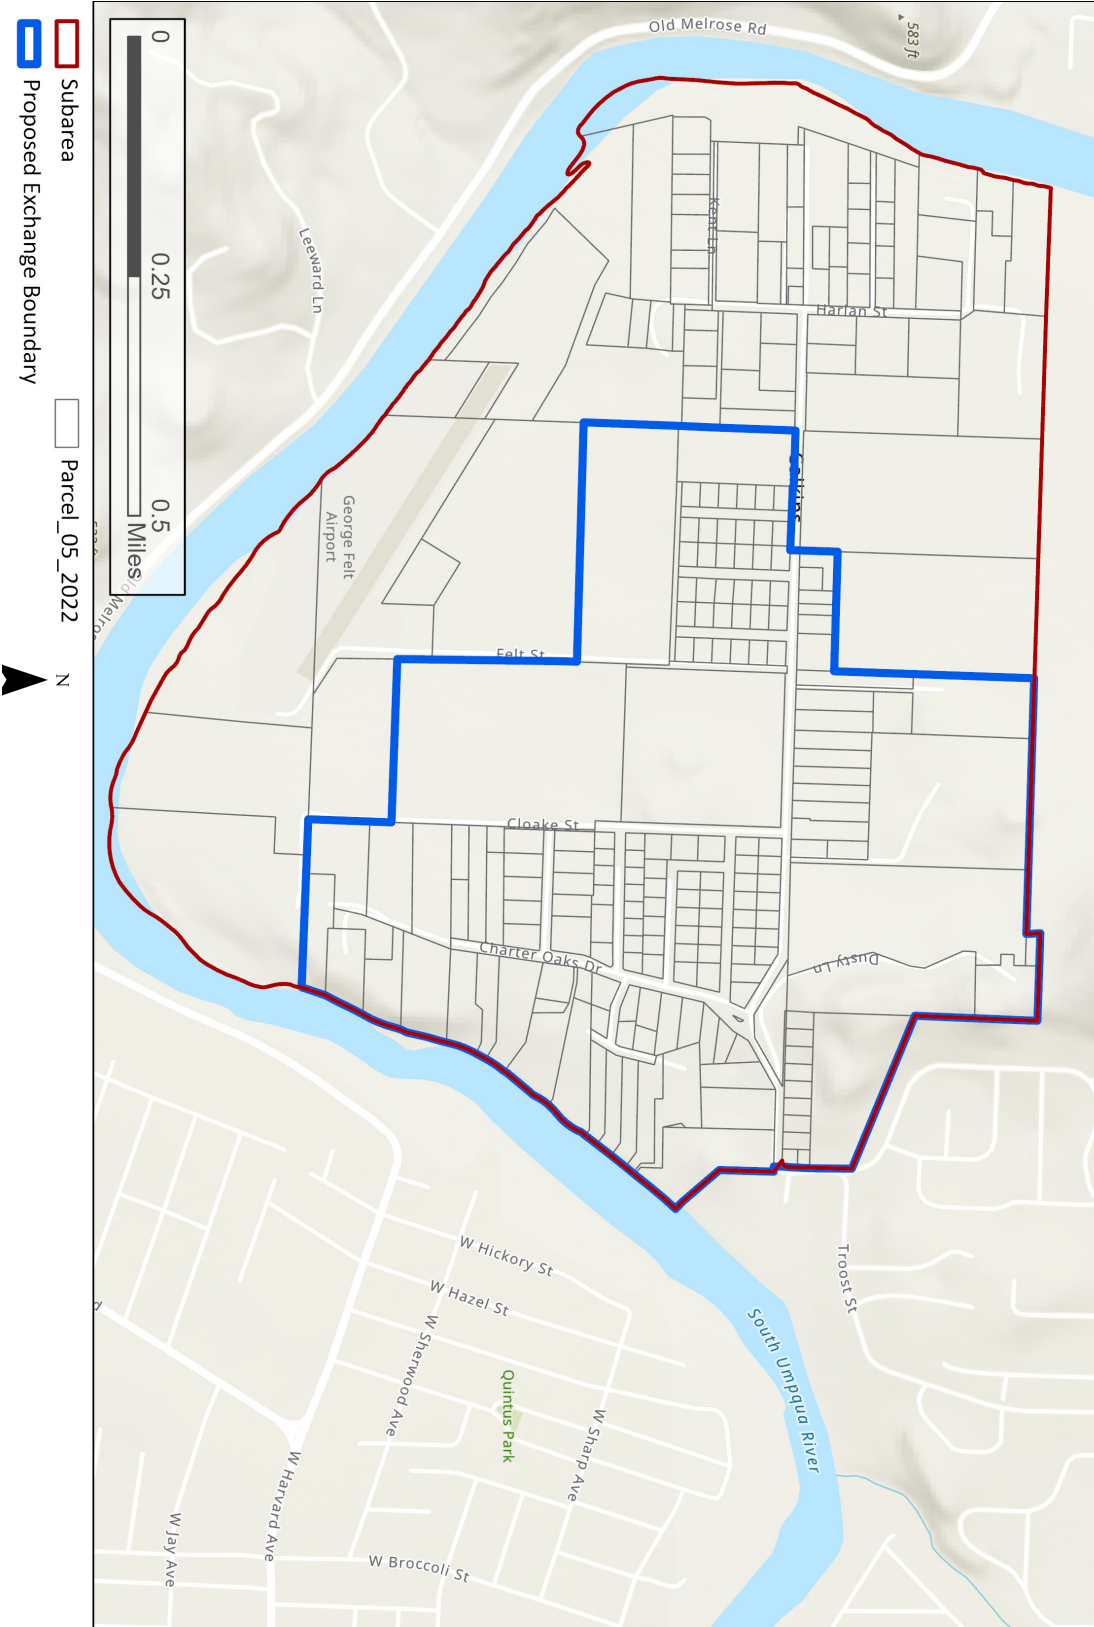 Old Melrose Rd
583 ft
Leeward Ln
Kent Ln
Harlan St
George Felt
Airport
Felt St
Cloake St
Charter Oaks Dr
Dusty Ln
Troost St
South Umpqua River
W Hickory St
W Hazel St
W Sherwood Ave
Quintus Park
W Sharp Ave
W Harvard Ave
W Jay Ave
W Broccoli St
0 0.25 0.5
Miles
Subarea
Proposed Exchange Boundary
Parcel_05_2022
N